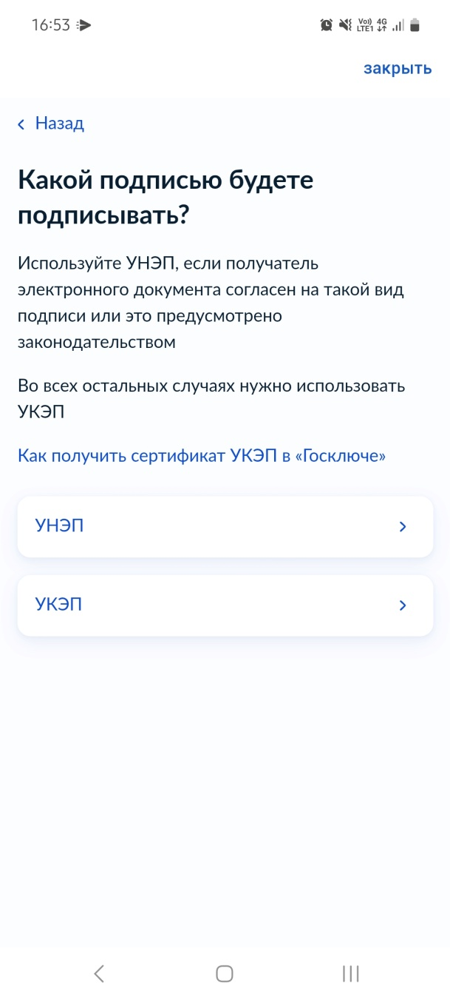 16:53
Vo)) 4G
LTE1
закрыть
Назад
Какой подписью будете
подписывать?
Используйте УНЭП, если получатель
электронного документа согласен на такой вид
подписи или это предусмотрено
законодательством
Во всех остальных случаях нужно использовать
УКЭП
Как получить сертификат УКЭП в «Госключе»
УНЭП
УКЭП